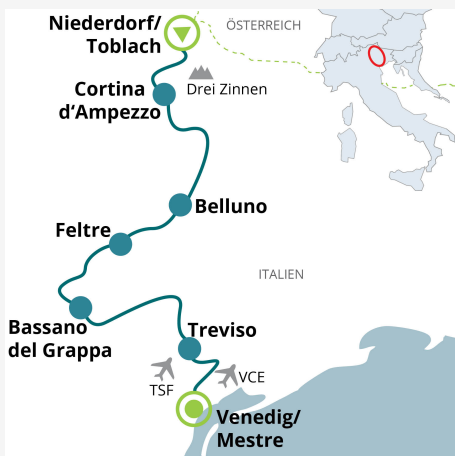 Niederdorf/
Toblach
ÖSTERREICH
Drei Zinnen
Cortina
d‘Ampezzo
Belluno
Feltre
ITALIEN
Bassano
del Grappa
Treviso
TSF
VCE
Venedig/
Mestre